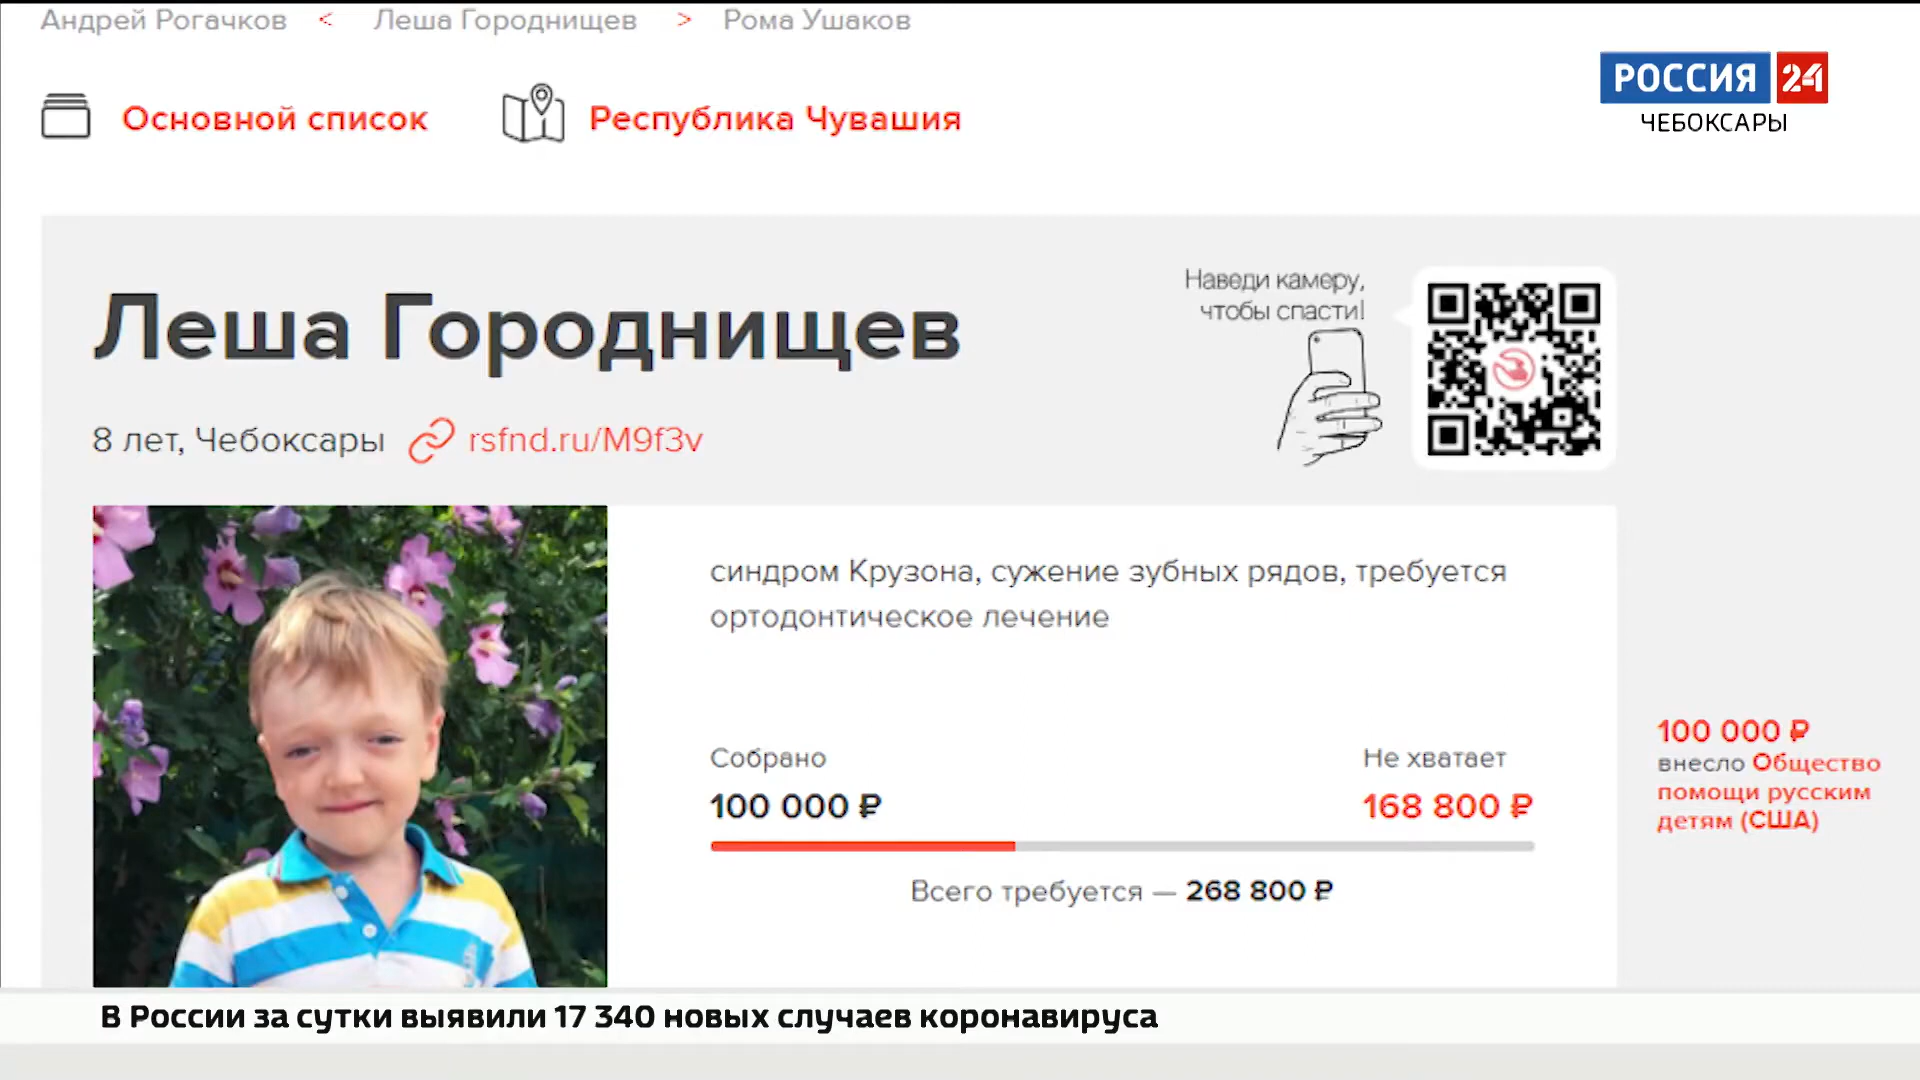 Андрей Рогачков < Леша Городнищев > Рома Ушаков
РОССИЯ 24
ЧЕБОКСАРЫ
Основной список Республика Чувашия
Наведи камеру,
чтобы спасти!
Леша Городнищев
8 лет, Чебоксары rsfnd.ru/M9f3v
синдром Крузона, сужение зубных рядов, требуется
ортодонтическое лечение
Собрано Не хватает
100 000 ₽ 168 800 ₽
Всего требуется — 268 800 ₽
100 000 ₽
внесло Общество
помощи русским
детям (США)
В России за сутки выявили 17 340 новых случаев коронавируса